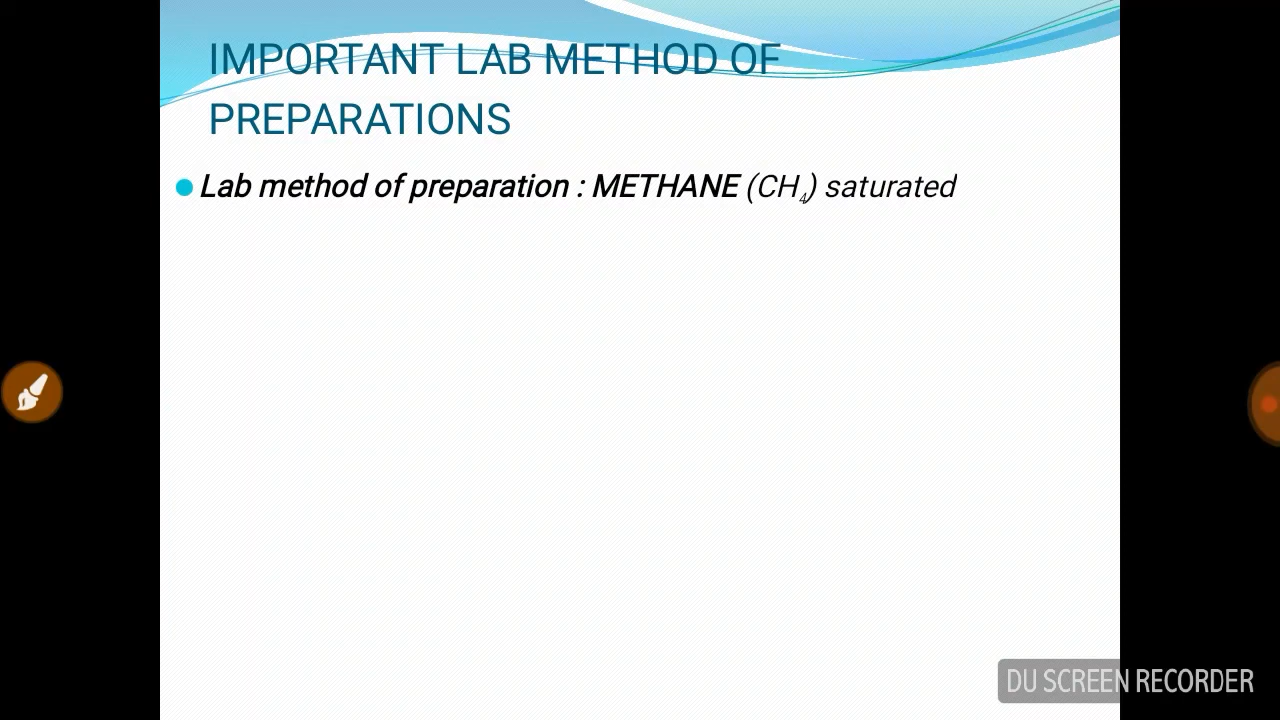 IMPORTANT LAB METHOD OF
PREPARATIONS
Lab method of preparation : METHANE (CH₄) saturated
DU SCREEN RECORDER